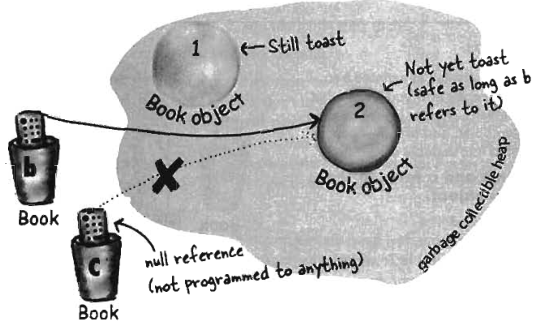 1
Still toast
Book object
Not yet toast
(safe as long as b
refers to it)
2
Book object
b
Book
c
Book
null reference
(not programmed to anything)
garbage collectible heap